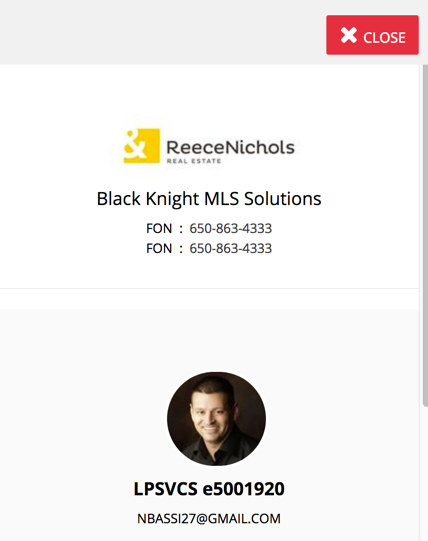 ✖ CLOSE
& ReeceNichols
REAL ESTATE
Black Knight MLS Solutions
FON : 650-863-4333
FON : 650-863-4333
LPSVCS e5001920
NBASSI27@GMAIL.COM